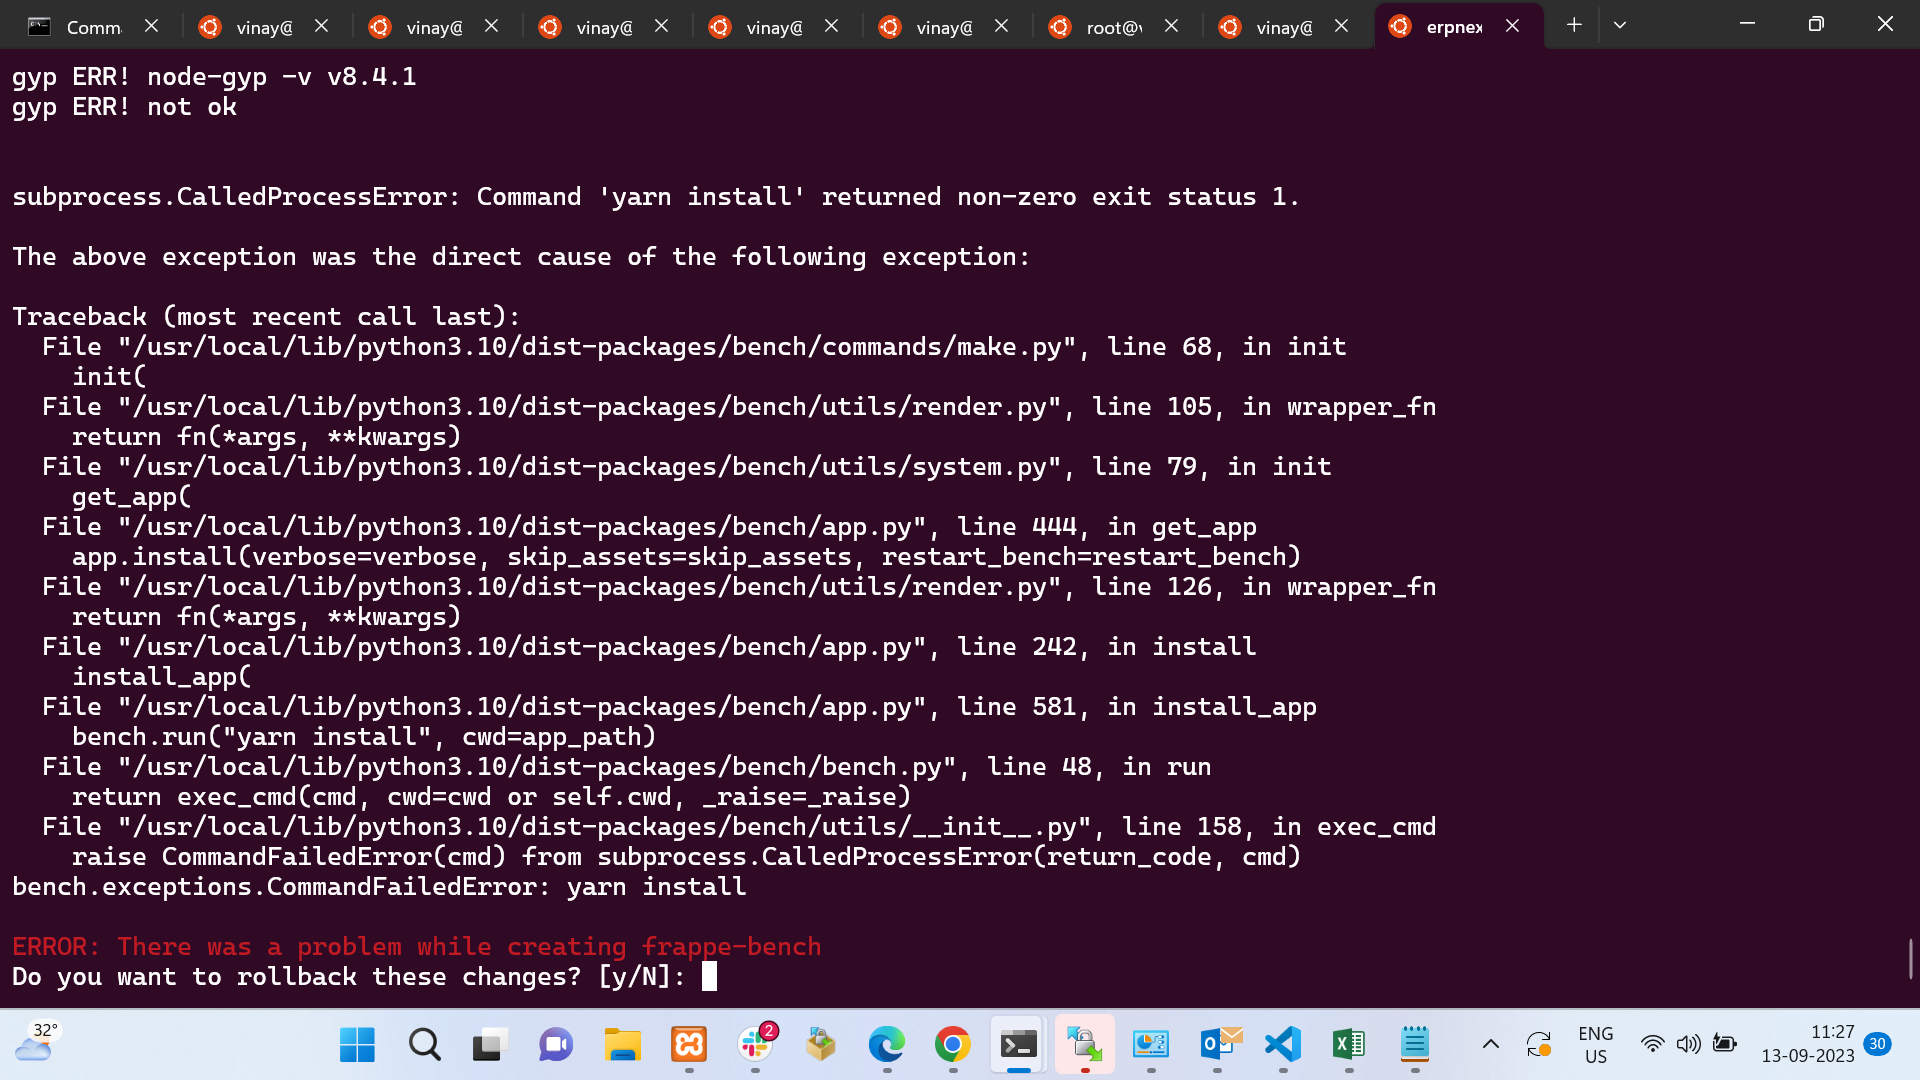 Comm
vinay@
vinay@
vinay@
vinay@
vinay@
root@v
vinay@
erpnex
gyp ERR! node-gyp -v v8.4.1
gyp ERR! not ok
subprocess.CalledProcessError: Command 'yarn install' returned non-zero exit status 1.
The above exception was the direct cause of the following exception:
Traceback (most recent call last):
File "/usr/local/lib/python3.10/dist-packages/bench/commands/make.py", line 68, in init
init(
File "/usr/local/lib/python3.10/dist-packages/bench/utils/render.py", line 105, in wrapper_fn
return fn(*args, **kwargs)
File "/usr/local/lib/python3.10/dist-packages/bench/utils/system.py", line 79, in init
get_app(
File "/usr/local/lib/python3.10/dist-packages/bench/app.py", line 444, in get_app
app.install(verbose=verbose, skip_assets=skip_assets, restart_bench=restart_bench)
File "/usr/local/lib/python3.10/dist-packages/bench/utils/render.py", line 126, in wrapper_fn
return fn(*args, **kwargs)
File "/usr/local/lib/python3.10/dist-packages/bench/app.py", line 242, in install
install_app(
File "/usr/local/lib/python3.10/dist-packages/bench/app.py", line 581, in install_app
bench.run("yarn install", cwd=app_path)
File "/usr/local/lib/python3.10/dist-packages/bench/bench.py", line 48, in run
return exec_cmd(cmd, cwd=cwd or self.cwd, _raise=_raise)
File "/usr/local/lib/python3.10/dist-packages/bench/utils/__init__.py", line 158, in exec_cmd
raise CommandFailedError(cmd) from subprocess.CalledProcessError(return_code, cmd)
bench.exceptions.CommandFailedError: yarn install
ERROR: There was a problem while creating frappe-bench
Do you want to rollback these changes? [y/N]:
32°
2
ENG
US
11:27
13-09-2023
30